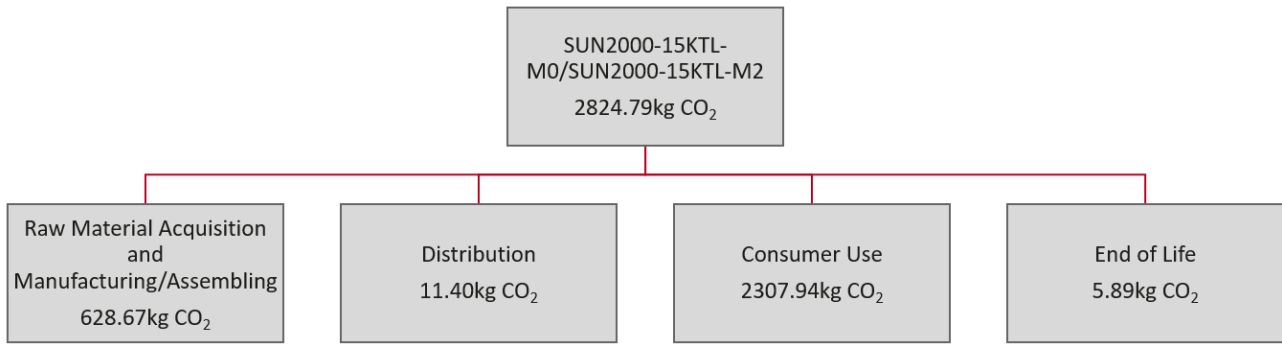 SUN2000-15KTL-
M0/SUN2000-15KTL-M2
2824.79kg CO₂
Raw Material Acquisition
and
Manufacturing/Assembling
628.67kg CO₂
Distribution
11.40kg CO₂
Consumer Use
2307.94kg CO₂
End of Life
5.89kg CO₂